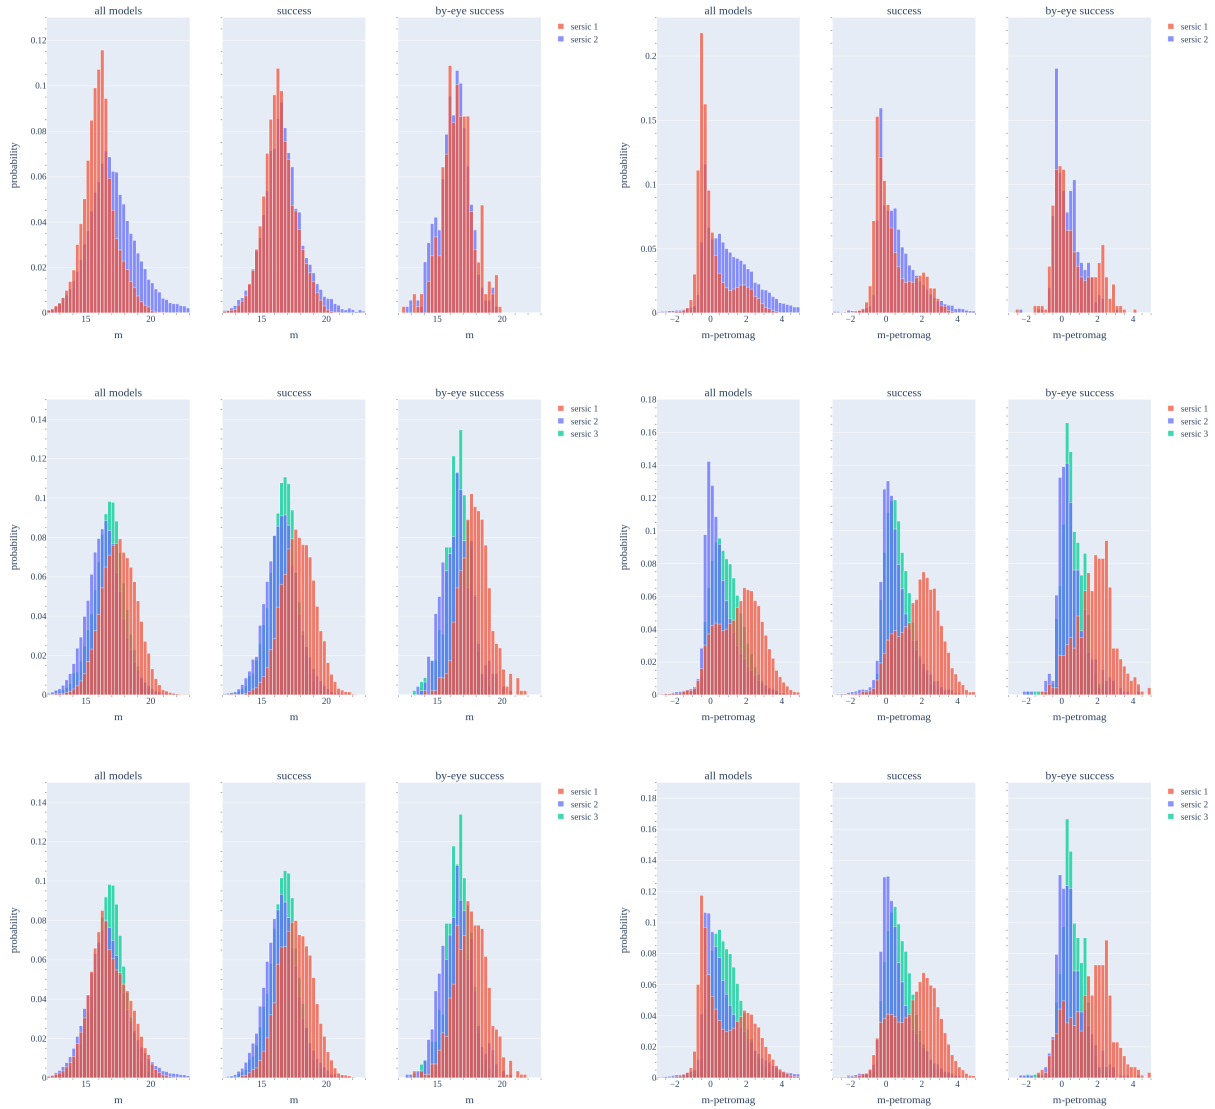 all models success by-eye success
sersic 1
sersic 2
0.12
0.1
0.08
0.06
0.04
0.02
0
15 20 15 20 15 20
m m m
probability
all models success by-eye success
sersic 1
sersic 2
0.2
0.15
0.1
0.05
0
−2 0 2 4 −2 0 2 4 −2 0 2 4
m-petromag m-petromag m-petromag
probability
all models success by-eye success
sersic 1
sersic 2
sersic 3
0.14
0.12
0.1
0.08
0.06
0.04
0.02
0
15 20 15 20 15 20
m m m
probability
all models success by-eye success
sersic 1
sersic 2
sersic 3
0.18
0.16
0.14
0.12
0.1
0.08
0.06
0.04
0.02
0
−2 0 2 4 −2 0 2 4 −2 0 2 4
m-petromag m-petromag m-petromag
probability
all models success by-eye success
sersic 1
sersic 2
sersic 3
0.14
0.12
0.1
0.08
0.06
0.04
0.02
0
15 20 15 20 15 20
m m m
probability
all models success by-eye success
sersic 1
sersic 2
sersic 3
0.18
0.16
0.14
0.12
0.1
0.08
0.06
0.04
0.02
0
−2 0 2 4 −2 0 2 4 −2 0 2 4
m-petromag m-petromag m-petromag
probability